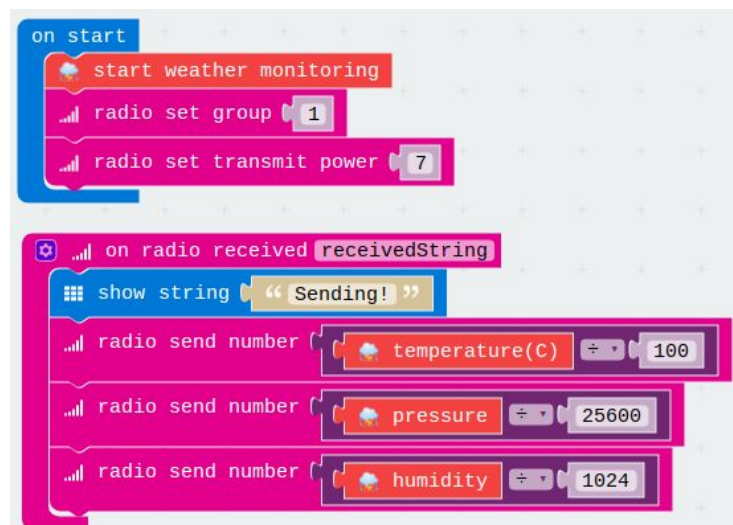 on start
start weather monitoring
radio set group 1
radio set transmit power 7
on radio received receivedString
show string “ Sending! ”
radio send number temperature(C) ÷ 100
radio send number pressure ÷ 25600
radio send number humidity ÷ 1024